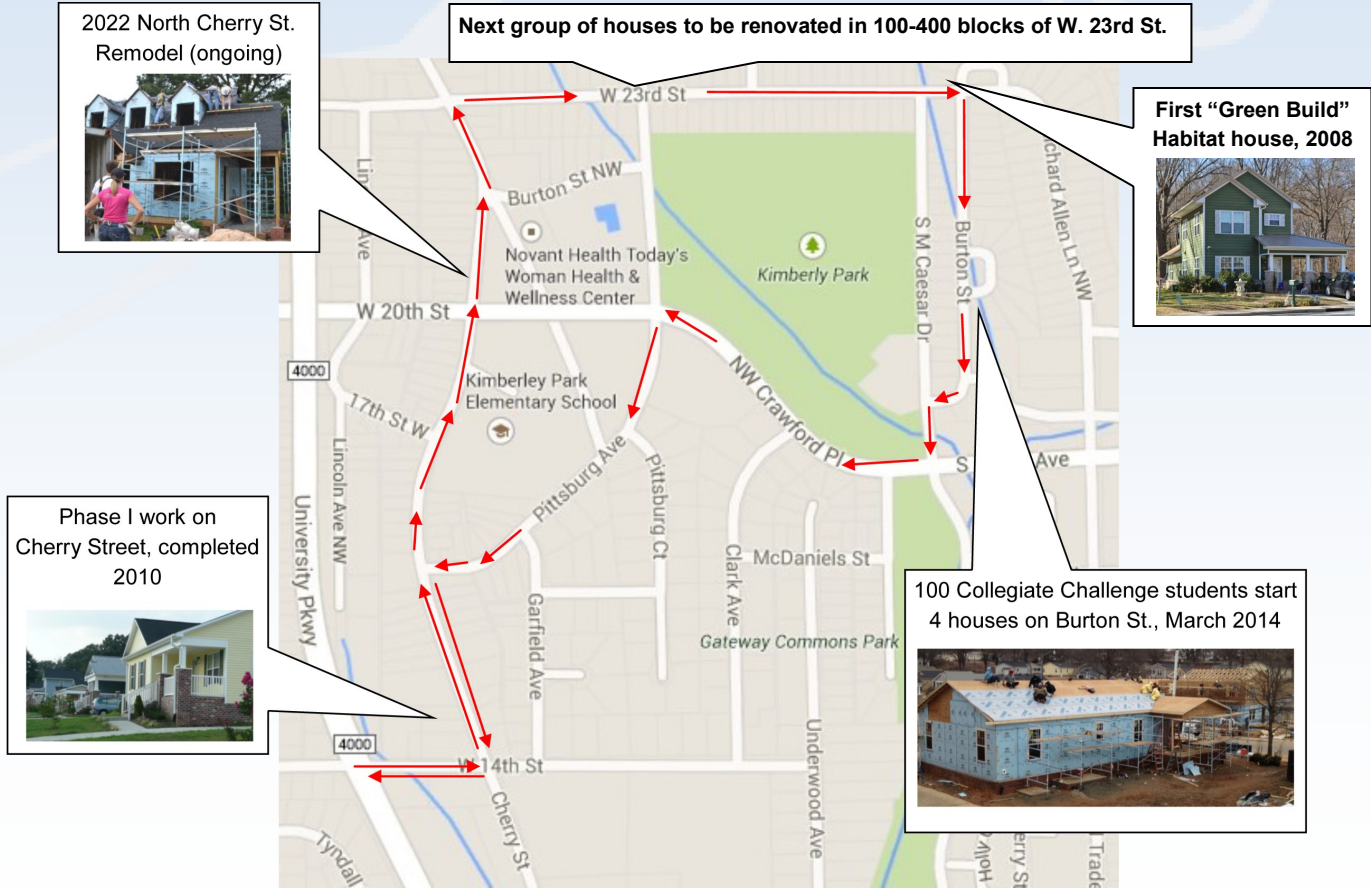 2022 North Cherry St.
Remodel (ongoing)
Next group of houses to be renovated in 100-400 blocks of W. 23rd St.
First “Green Build”
Habitat house, 2008
W 23rd St
Burton St NW
Novant Health Today's
Woman Health &
Wellness Center
Kimberly Park
S M Caesar Dr
Burton St
chard Allen Ln NW
W 20th St
4000
Kimberley Park
Elementary School
17th St W
Lincoln Ave NW
University Pkwy
NW Crawford Pl
S
Ave
Pittsburg Ave
Pittsburg Ct
Clark Ave
McDaniels St
Garfield Ave
Gateway Commons Park
Underwood Ave
Phase I work on
Cherry Street, completed
2010
100 Collegiate Challenge students start
4 houses on Burton St., March 2014
4000
W 14th St
Cherry St
Tyndall
erry St
Trade